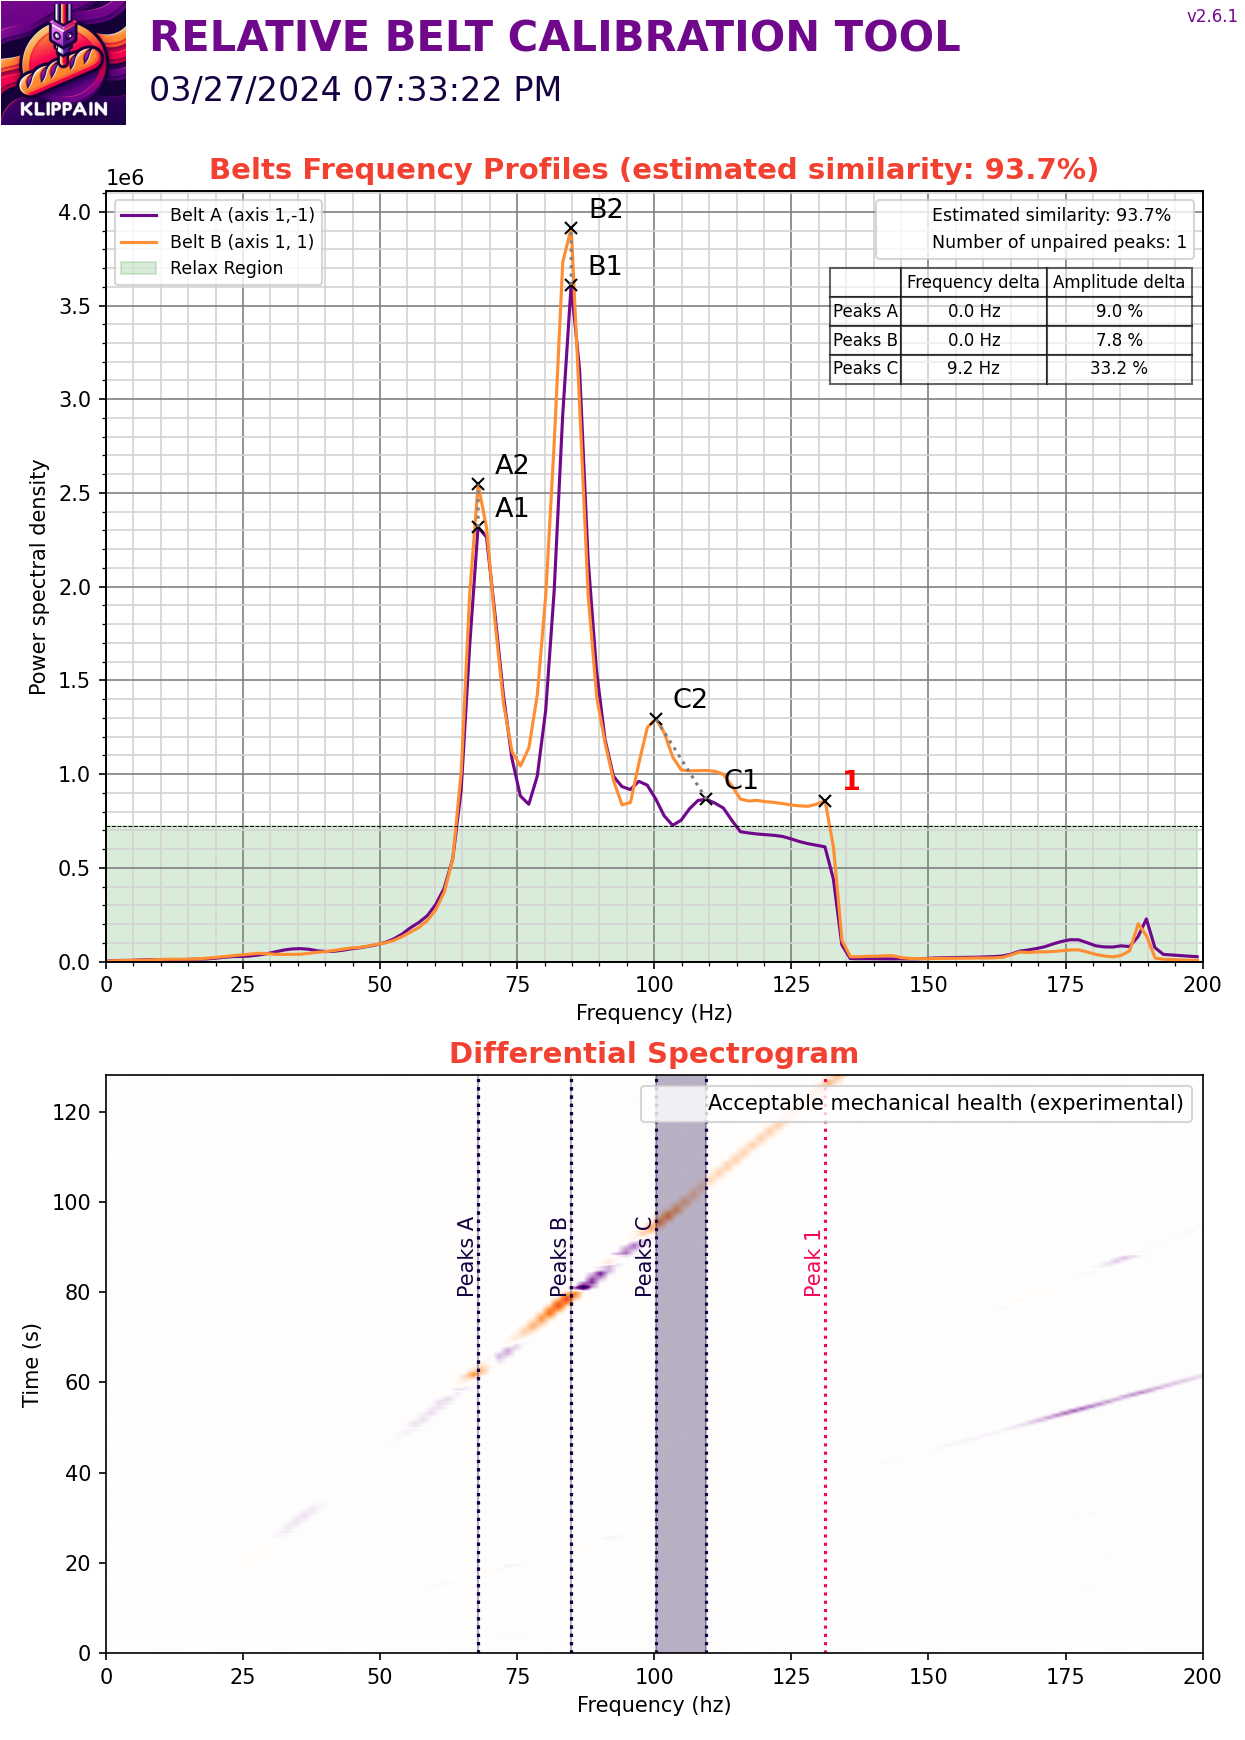 v2.6.1
RELATIVE BELT CALIBRATION TOOL
03/27/2024 07:33:22 PM
KLIPPAIN
Belts Frequency Profiles (estimated similarity: 93.7%)
1e6
Belt A (axis 1,-1)
Belt B (axis 1, 1)
Relax Region
Estimated similarity: 93.7%
Number of unpaired peaks: 1
Frequency delta Amplitude delta
Peaks A 0.0 Hz 9.0 %
Peaks B 0.0 Hz 7.8 %
Peaks C 9.2 Hz 33.2 %
B2
B1
A2
A1
C2
C1
1
4.0
3.5
3.0
2.5
2.0
1.5
1.0
0.5
0.0
Power spectral density
0 25 50 75 100 125 150 175 200
Frequency (Hz)
Differential Spectrogram
Acceptable mechanical health (experimental)
Peaks A
Peaks B
Peaks C
Peak 1
120
100
80
60
40
20
0
Time (s)
0 25 50 75 100 125 150 175 200
Frequency (hz)